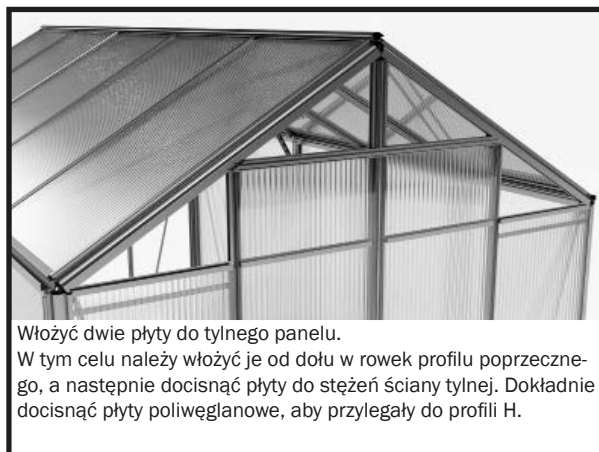 Włożyć dwie płyty do tylnego panelu.
W tym celu należy włożyć je od dołu w rowek profilu poprzeczne-
go, a następnie docisnąć płyty do stężeń ściany tylnej. Dokładnie
docisnąć płyty poliwęglanowe, aby przylegały do profili H.